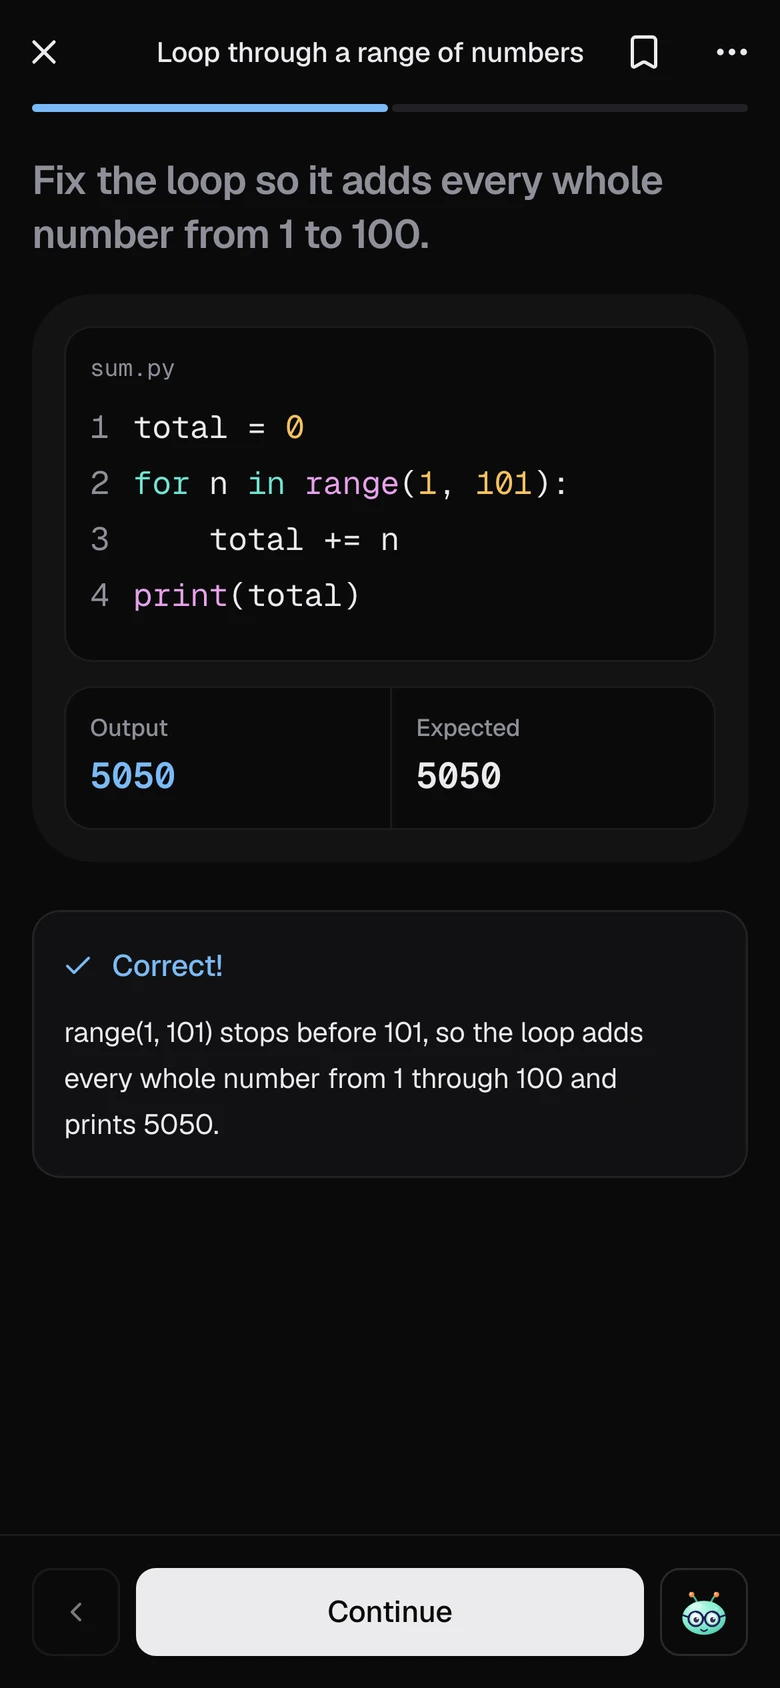 Loop through a range of numbers
Fix the loop so it adds every whole
number from 1 to 100.
sum.py
1 total = 0
2 for n in range(1, 101):
3     total += n
4 print(total)
Output
5050
Expected
5050
Correct!
range(1, 101) stops before 101, so the loop adds
every whole number from 1 through 100 and
prints 5050.
Continue